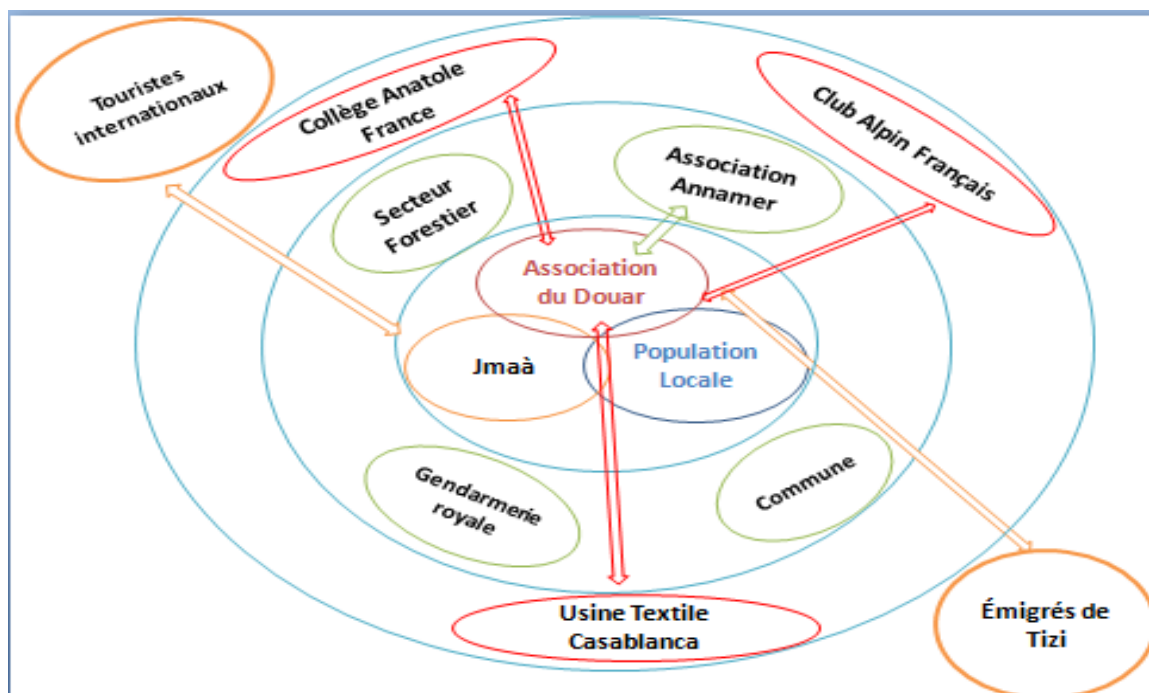 Touristes
internationaux
Collège Anatole
France
Club Alpin Français
Secteur
Forestier
Association
Annamer
Association
du Douar
Jmaà
Population
Locale
Gendarmerie
royale
Commune
Usine Textile
Casablanca
Émigrés de
Tizi